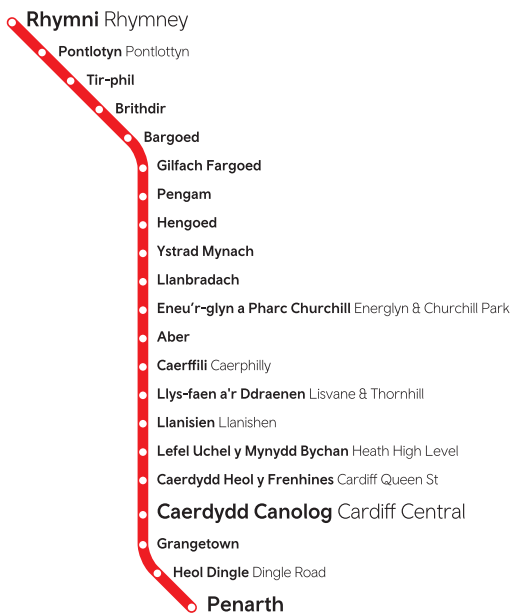 Rhymni Rhymney
Pontlotyn Pontlottyn
Tir-phil
Brithdir
Bargoed
Gilfach Fargoed
Pengam
Hengoed
Ystrad Mynach
Llanbradach
Eneu’r-glyn a Pharc Churchill Energlyn & Churchill Park
Aber
Caerffili Caerphilly
Llys-faen a'r Ddraenen Lisvane & Thornhill
Llanisien Llanishen
Lefel Uchel y Mynydd Bychan Heath High Level
Caerdydd Heol y Frenhines Cardiff Queen St
Caerdydd Canolog Cardiff Central
Grangetown
Heol Dingle Dingle Road
Penarth